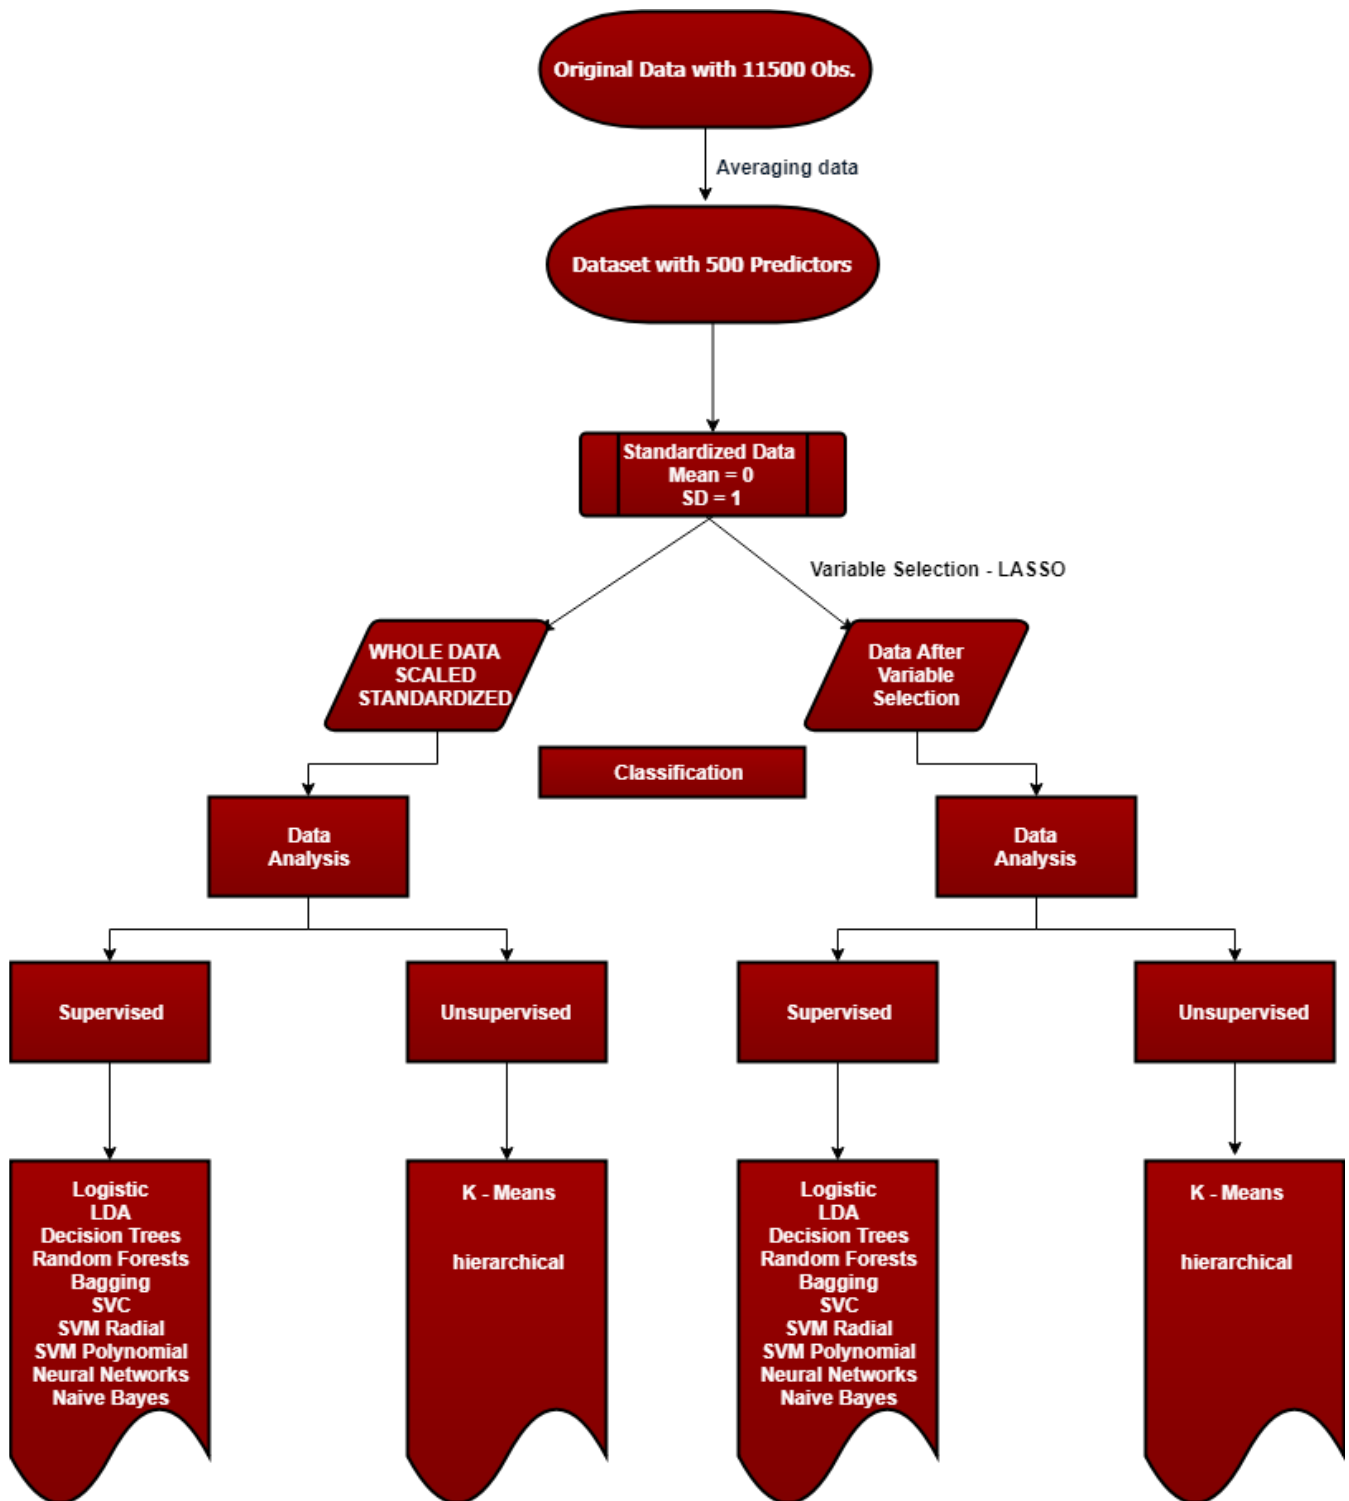 Original Data with 11500 Obs.
Averaging data
Dataset with 500 Predictors
Standardized Data
Mean = 0
SD = 1
Variable Selection - LASSO
WHOLE DATA
SCALED
STANDARDIZED
Data After
Variable
Selection
Classification
Data
Analysis
Data
Analysis
Supervised
Unsupervised
Supervised
Unsupervised
Logistic
LDA
Decision Trees
Random Forests
Bagging
SVC
SVM Radial
SVM Polynomial
Neural Networks
Naive Bayes
K - Means
hierarchical
Logistic
LDA
Decision Trees
Random Forests
Bagging
SVC
SVM Radial
SVM Polynomial
Neural Networks
Naive Bayes
K - Means
hierarchical